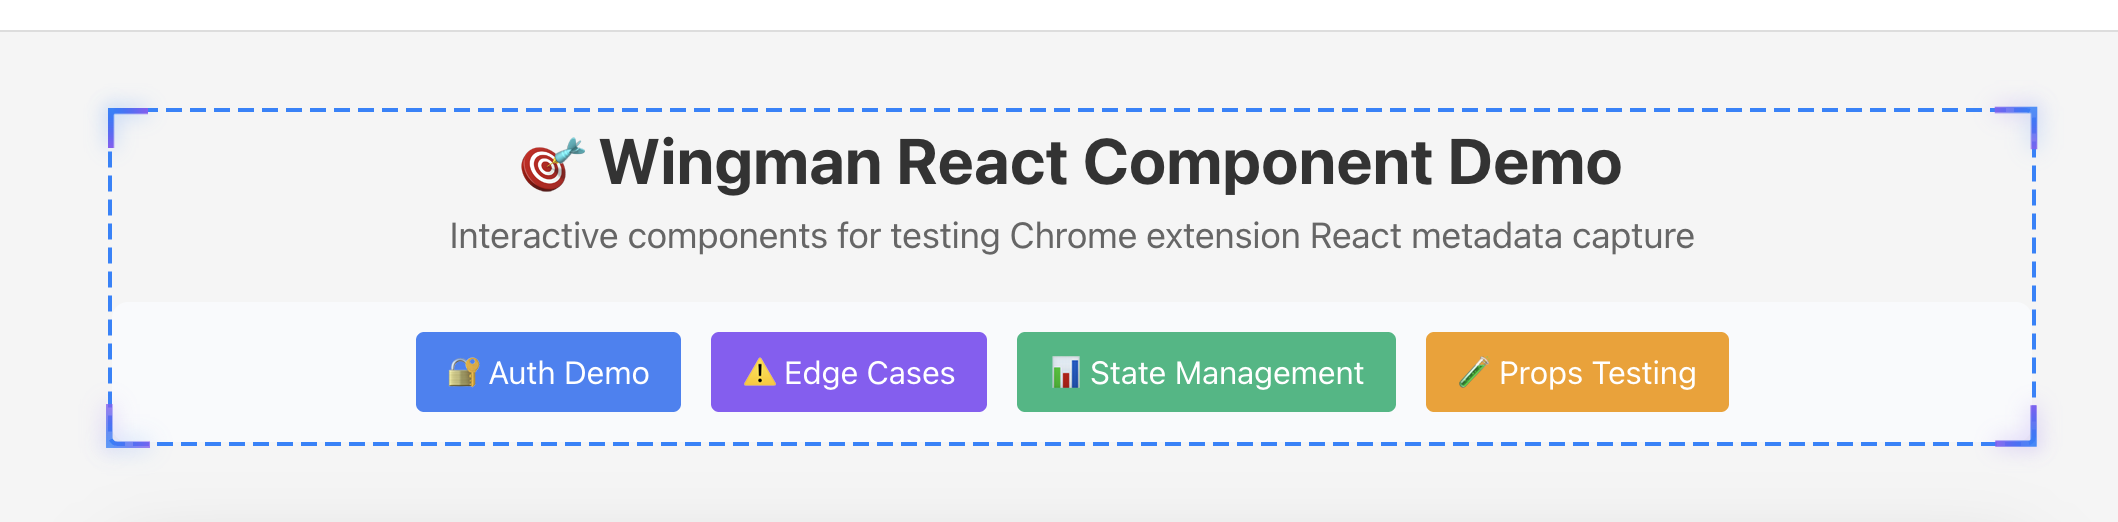 🎯 Wingman React Component Demo
Interactive components for testing Chrome extension React metadata capture
🔐 Auth Demo
⚠️ Edge Cases
📊 State Management
🧪 Props Testing